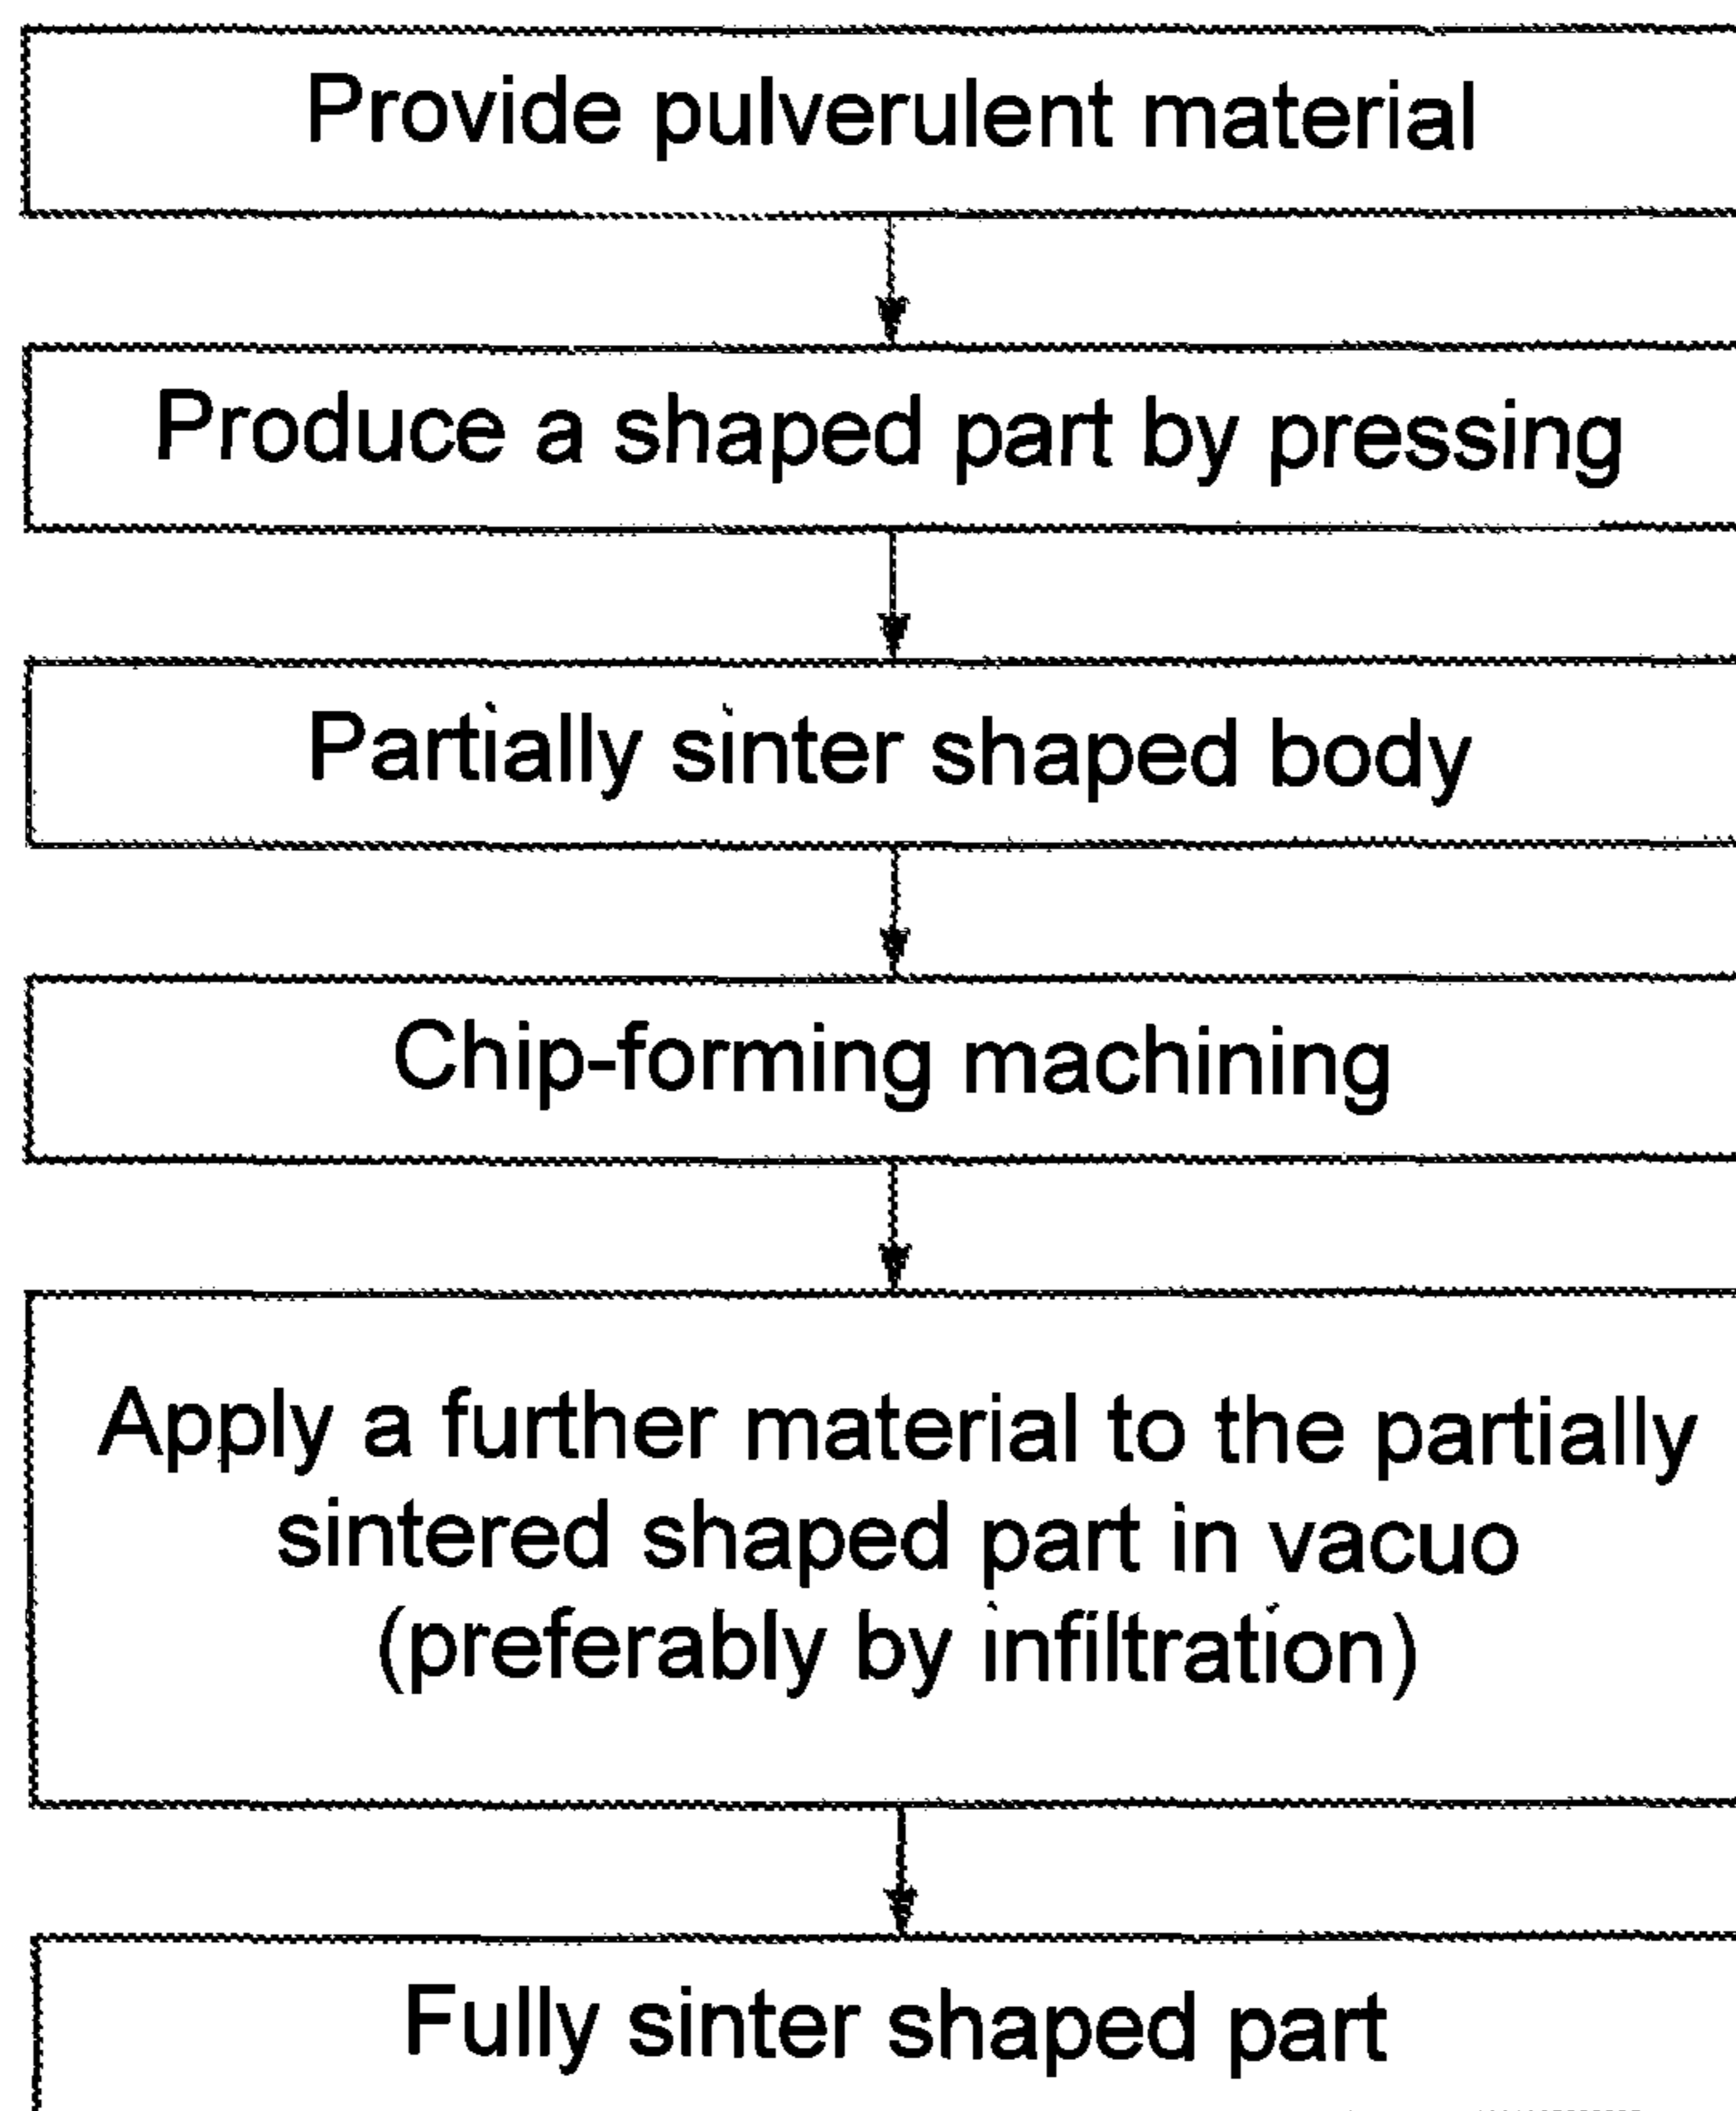 Provide pulverulent material
Produce a shaped part by pressing
Partially sinter shaped body
Chip-forming machining
Apply a further material to the partially
sintered shaped part in vacuo
(preferably by infiltration)
Fully sinter shaped part